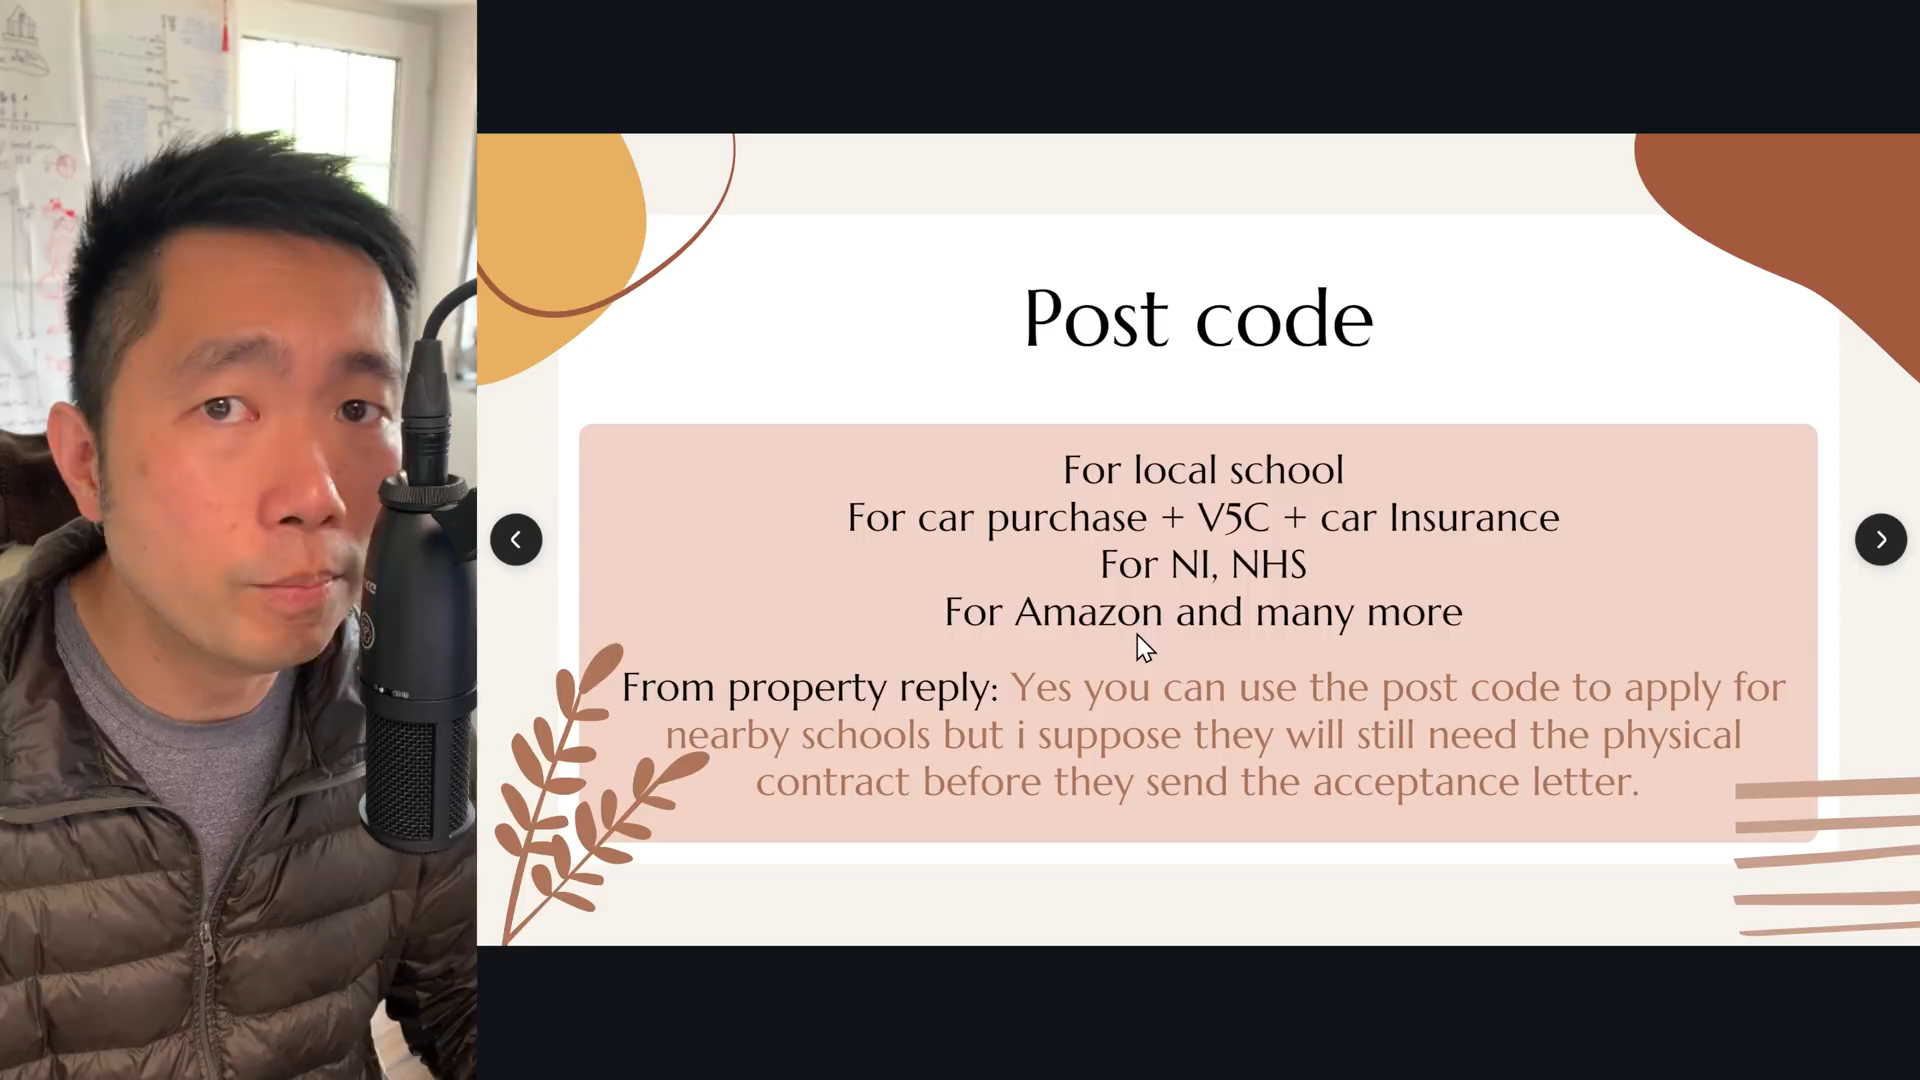 Post code
For local school
For car purchase + V5C + car Insurance
For NI, NHS
For Amazon and many more
From property reply: Yes you can use the post code to apply for
nearby schools but i suppose they will still need the physical
contract before they send the acceptance letter.